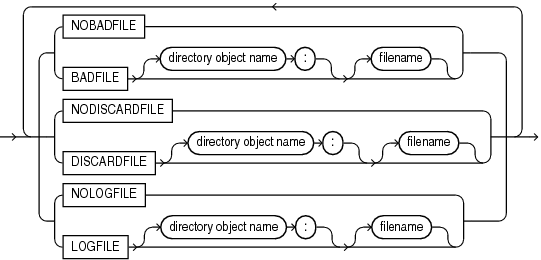 NOBADFILE
BADFILE directory object name : filename
NODISCARDFILE
DISCARDFILE directory object name : filename
NOLOGFILE
LOGFILE directory object name : filename